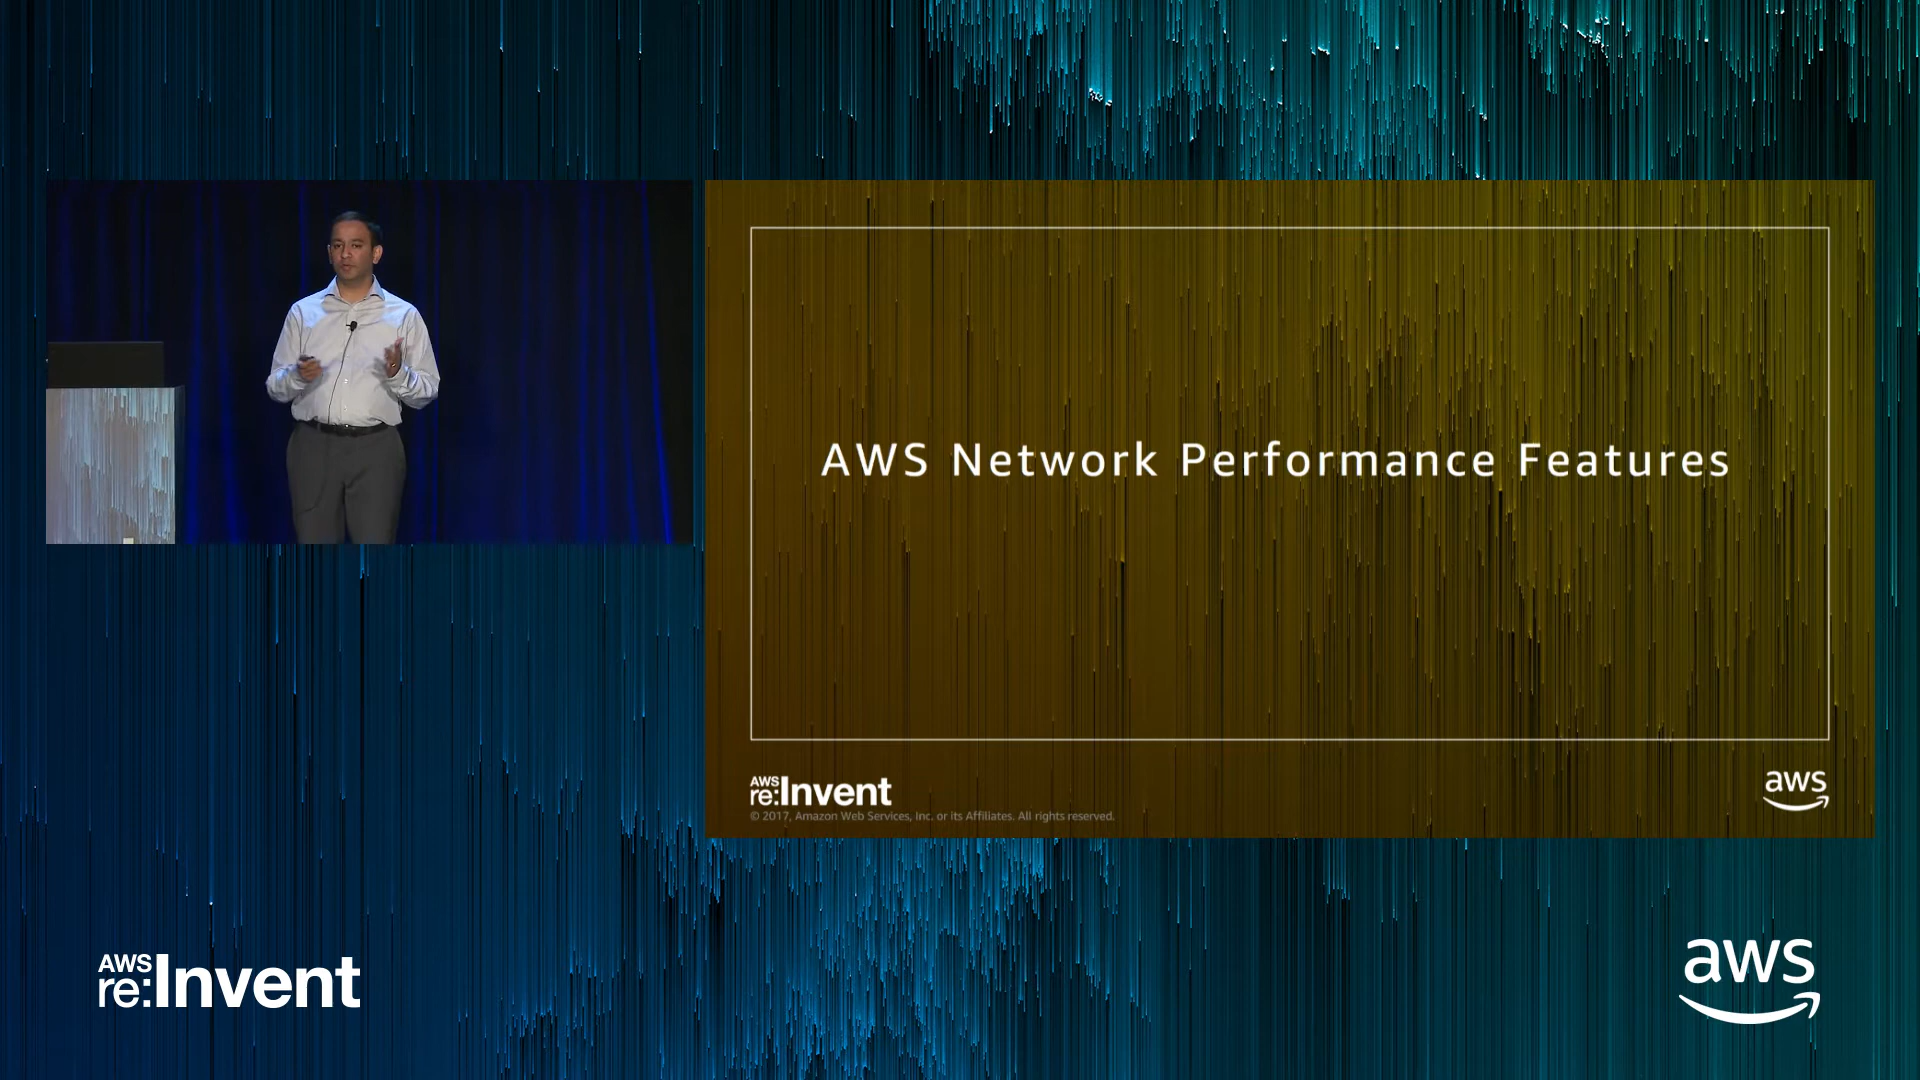 AWS Network Performance Features
AWS
re:Invent
© 2017, Amazon Web Services, Inc. or its Affiliates. All rights reserved.
aws
AWS
re:Invent
aws